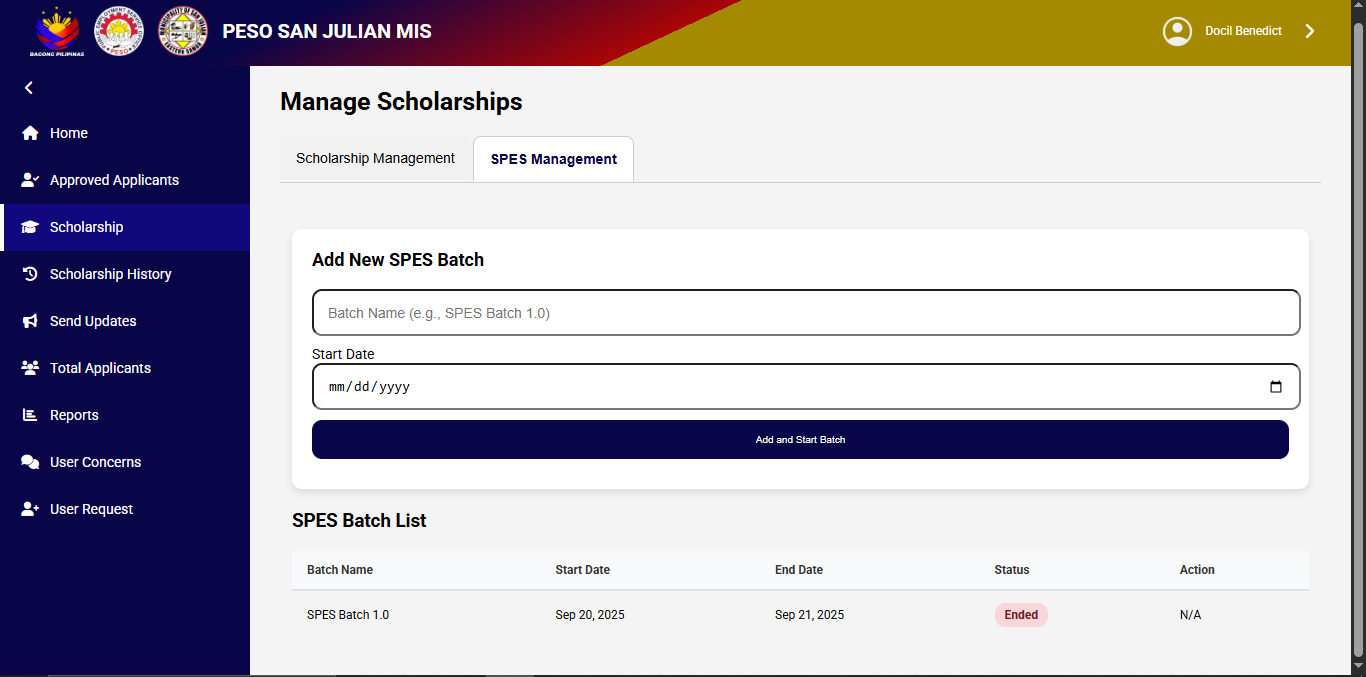 BAGONG PILIPINAS
PESO
PESO SAN JULIAN MIS
Docil Benedict
Home
Approved Applicants
Scholarship
Scholarship History
Send Updates
Total Applicants
Reports
User Concerns
User Request
Manage Scholarships
Scholarship Management SPES Management
Add New SPES Batch
Batch Name (e.g., SPES Batch 1.0)
Start Date
mm/dd/yyyy
Add and Start Batch
SPES Batch List
Batch Name Start Date End Date Status Action
SPES Batch 1.0 Sep 20, 2025 Sep 21, 2025 Ended N/A